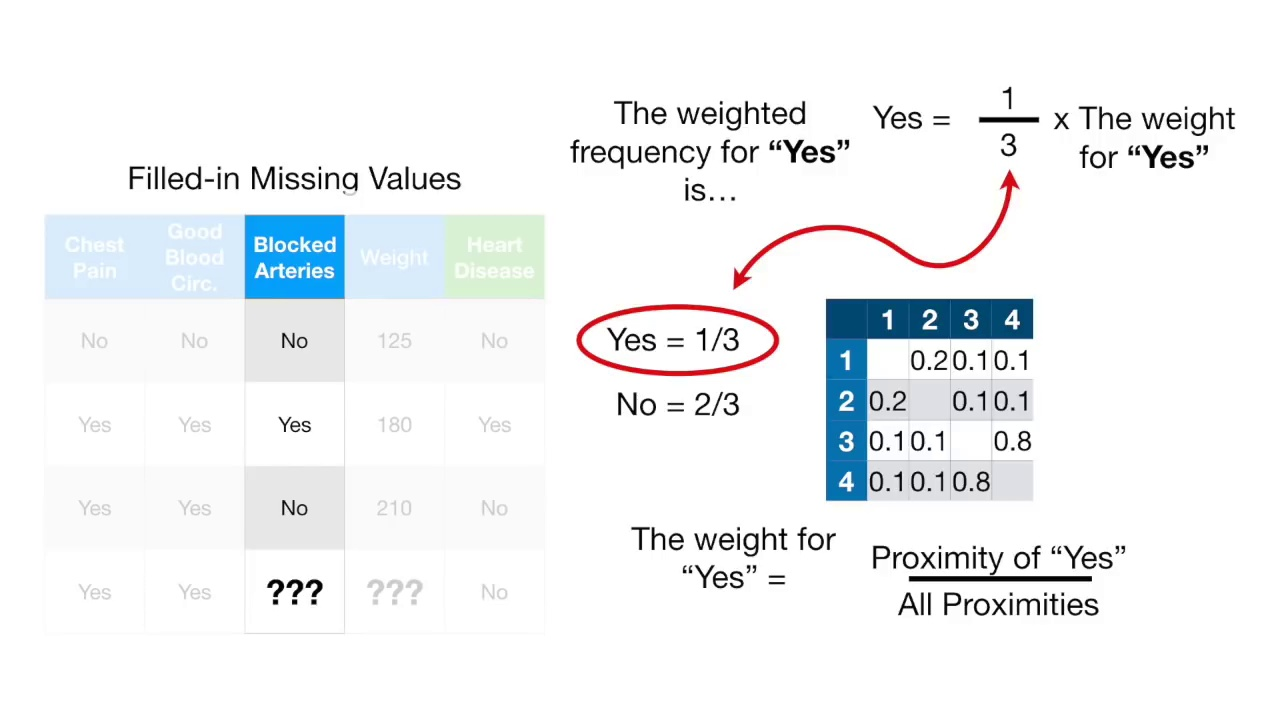 The weighted
frequency for “Yes”
is…
Yes =
1
3
x The weight
for “Yes”
Filled-in Missing Values
Chest
Pain
Good
Blood
Circ.
Blocked
Arteries
Weight
Heart
Disease
No No No 125 No
Yes Yes Yes 180 Yes
Yes Yes No 210 No
Yes Yes ??? ??? No
Yes = 1/3
No = 2/3
1 2 3 4
1 0.2 0.1 0.1
2 0.2 0.1 0.1
3 0.1 0.1 0.8
4 0.1 0.1 0.8
The weight for
“Yes” =
Proximity of “Yes”
All Proximities